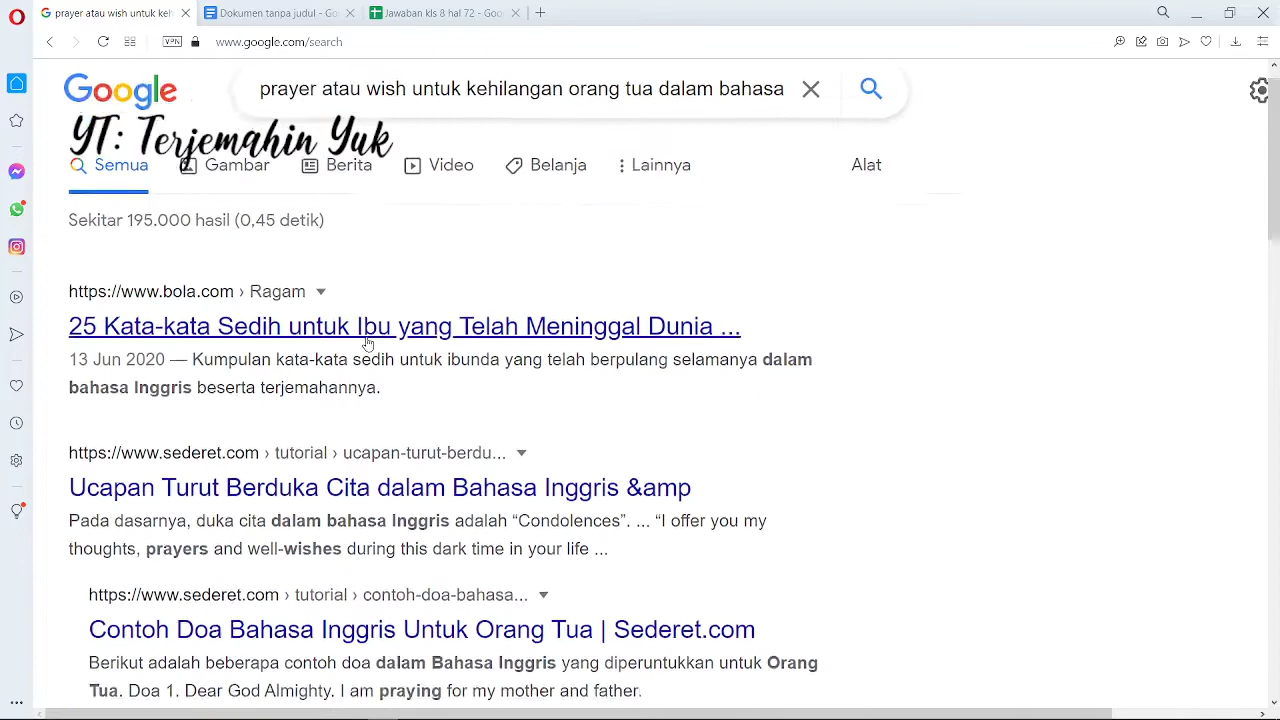 prayer atau wish untuk keh
Dokumen tanpa judul - Go
Jawaban kls 8 hal 72 - Goo
VPN
www.google.com/search
Google
prayer atau wish untuk kehilangan orang tua dalam bahasa
YT: Terjemahin Yuk
Semua Gambar Berita Video Belanja Lainnya Alat
Sekitar 195.000 hasil (0,45 detik)
https://www.bola.com › Ragam
25 Kata-kata Sedih untuk Ibu yang Telah Meninggal Dunia ...
13 Jun 2020 — Kumpulan kata-kata sedih untuk ibunda yang telah berpulang selamanya dalam
bahasa Inggris beserta terjemahannya.
https://www.sederet.com › tutorial › ucapan-turut-berdu...
Ucapan Turut Berduka Cita dalam Bahasa Inggris &amp
Pada dasarnya, duka cita dalam bahasa Inggris adalah “Condolences”. ... “I offer you my
thoughts, prayers and well-wishes during this dark time in your life ...
https://www.sederet.com › tutorial › contoh-doa-bahasa...
Contoh Doa Bahasa Inggris Untuk Orang Tua | Sederet.com
Berikut adalah beberapa contoh doa dalam Bahasa Inggris yang diperuntukkan untuk Orang
Tua. Doa 1. Dear God Almighty. I am praying for my mother and father.